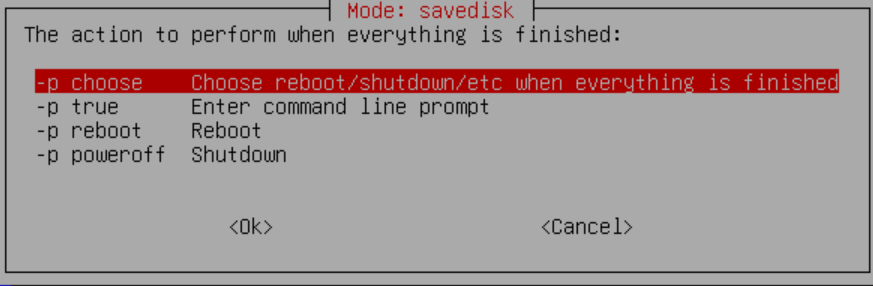 Mode: savedisk
The action to perform when everything is finished:
-p choose Choose reboot/shutdown/etc when everything is finished
-p true Enter command line prompt
-p reboot Reboot
-p poweroff Shutdown
<Ok> <Cancel>